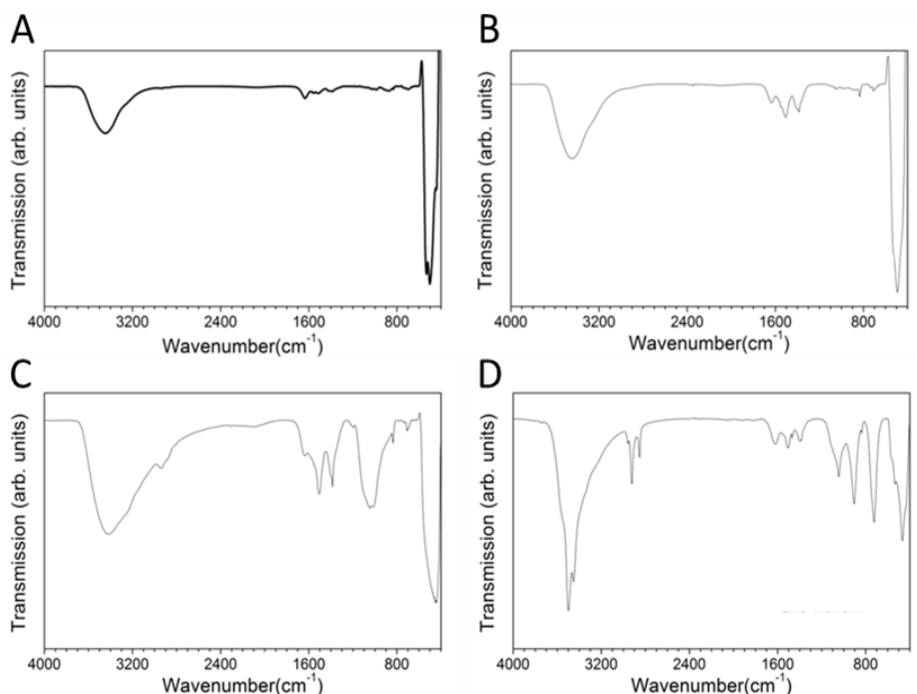 A
B
Transmission (arb. units)
Transmission (arb. units)
4000 3200 2400 1600 800
4000 3200 2400 1600 800
Wavenumber(cm⁻¹)
Wavenumber(cm⁻¹)
C
D
Transmission (arb. units)
Transmission (arb. units)
4000 3200 2400 1600 800
4000 3200 2400 1600 800
Wavenumber(cm⁻¹)
Wavenumber(cm⁻¹)